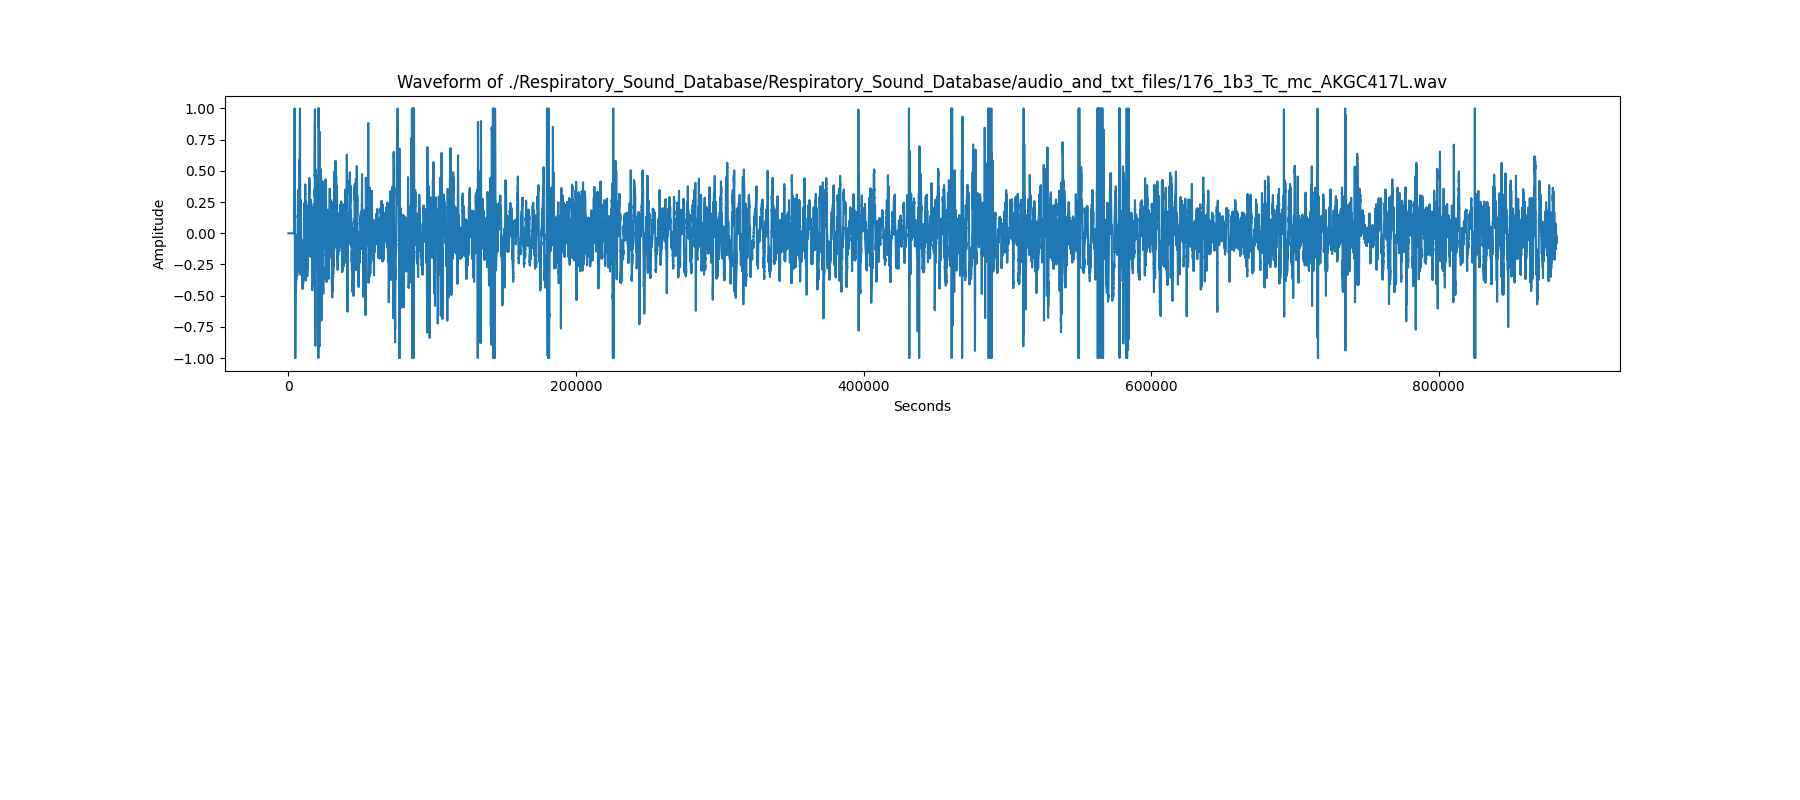 Waveform of ./Respiratory_Sound_Database/Respiratory_Sound_Database/audio_and_txt_files/176_1b3_Tc_mc_AKGC417L.wav
1.00
0.75
0.50
0.25
0.00
−0.25
−0.50
−0.75
−1.00
Amplitude
0 200000 400000 600000 800000
Seconds